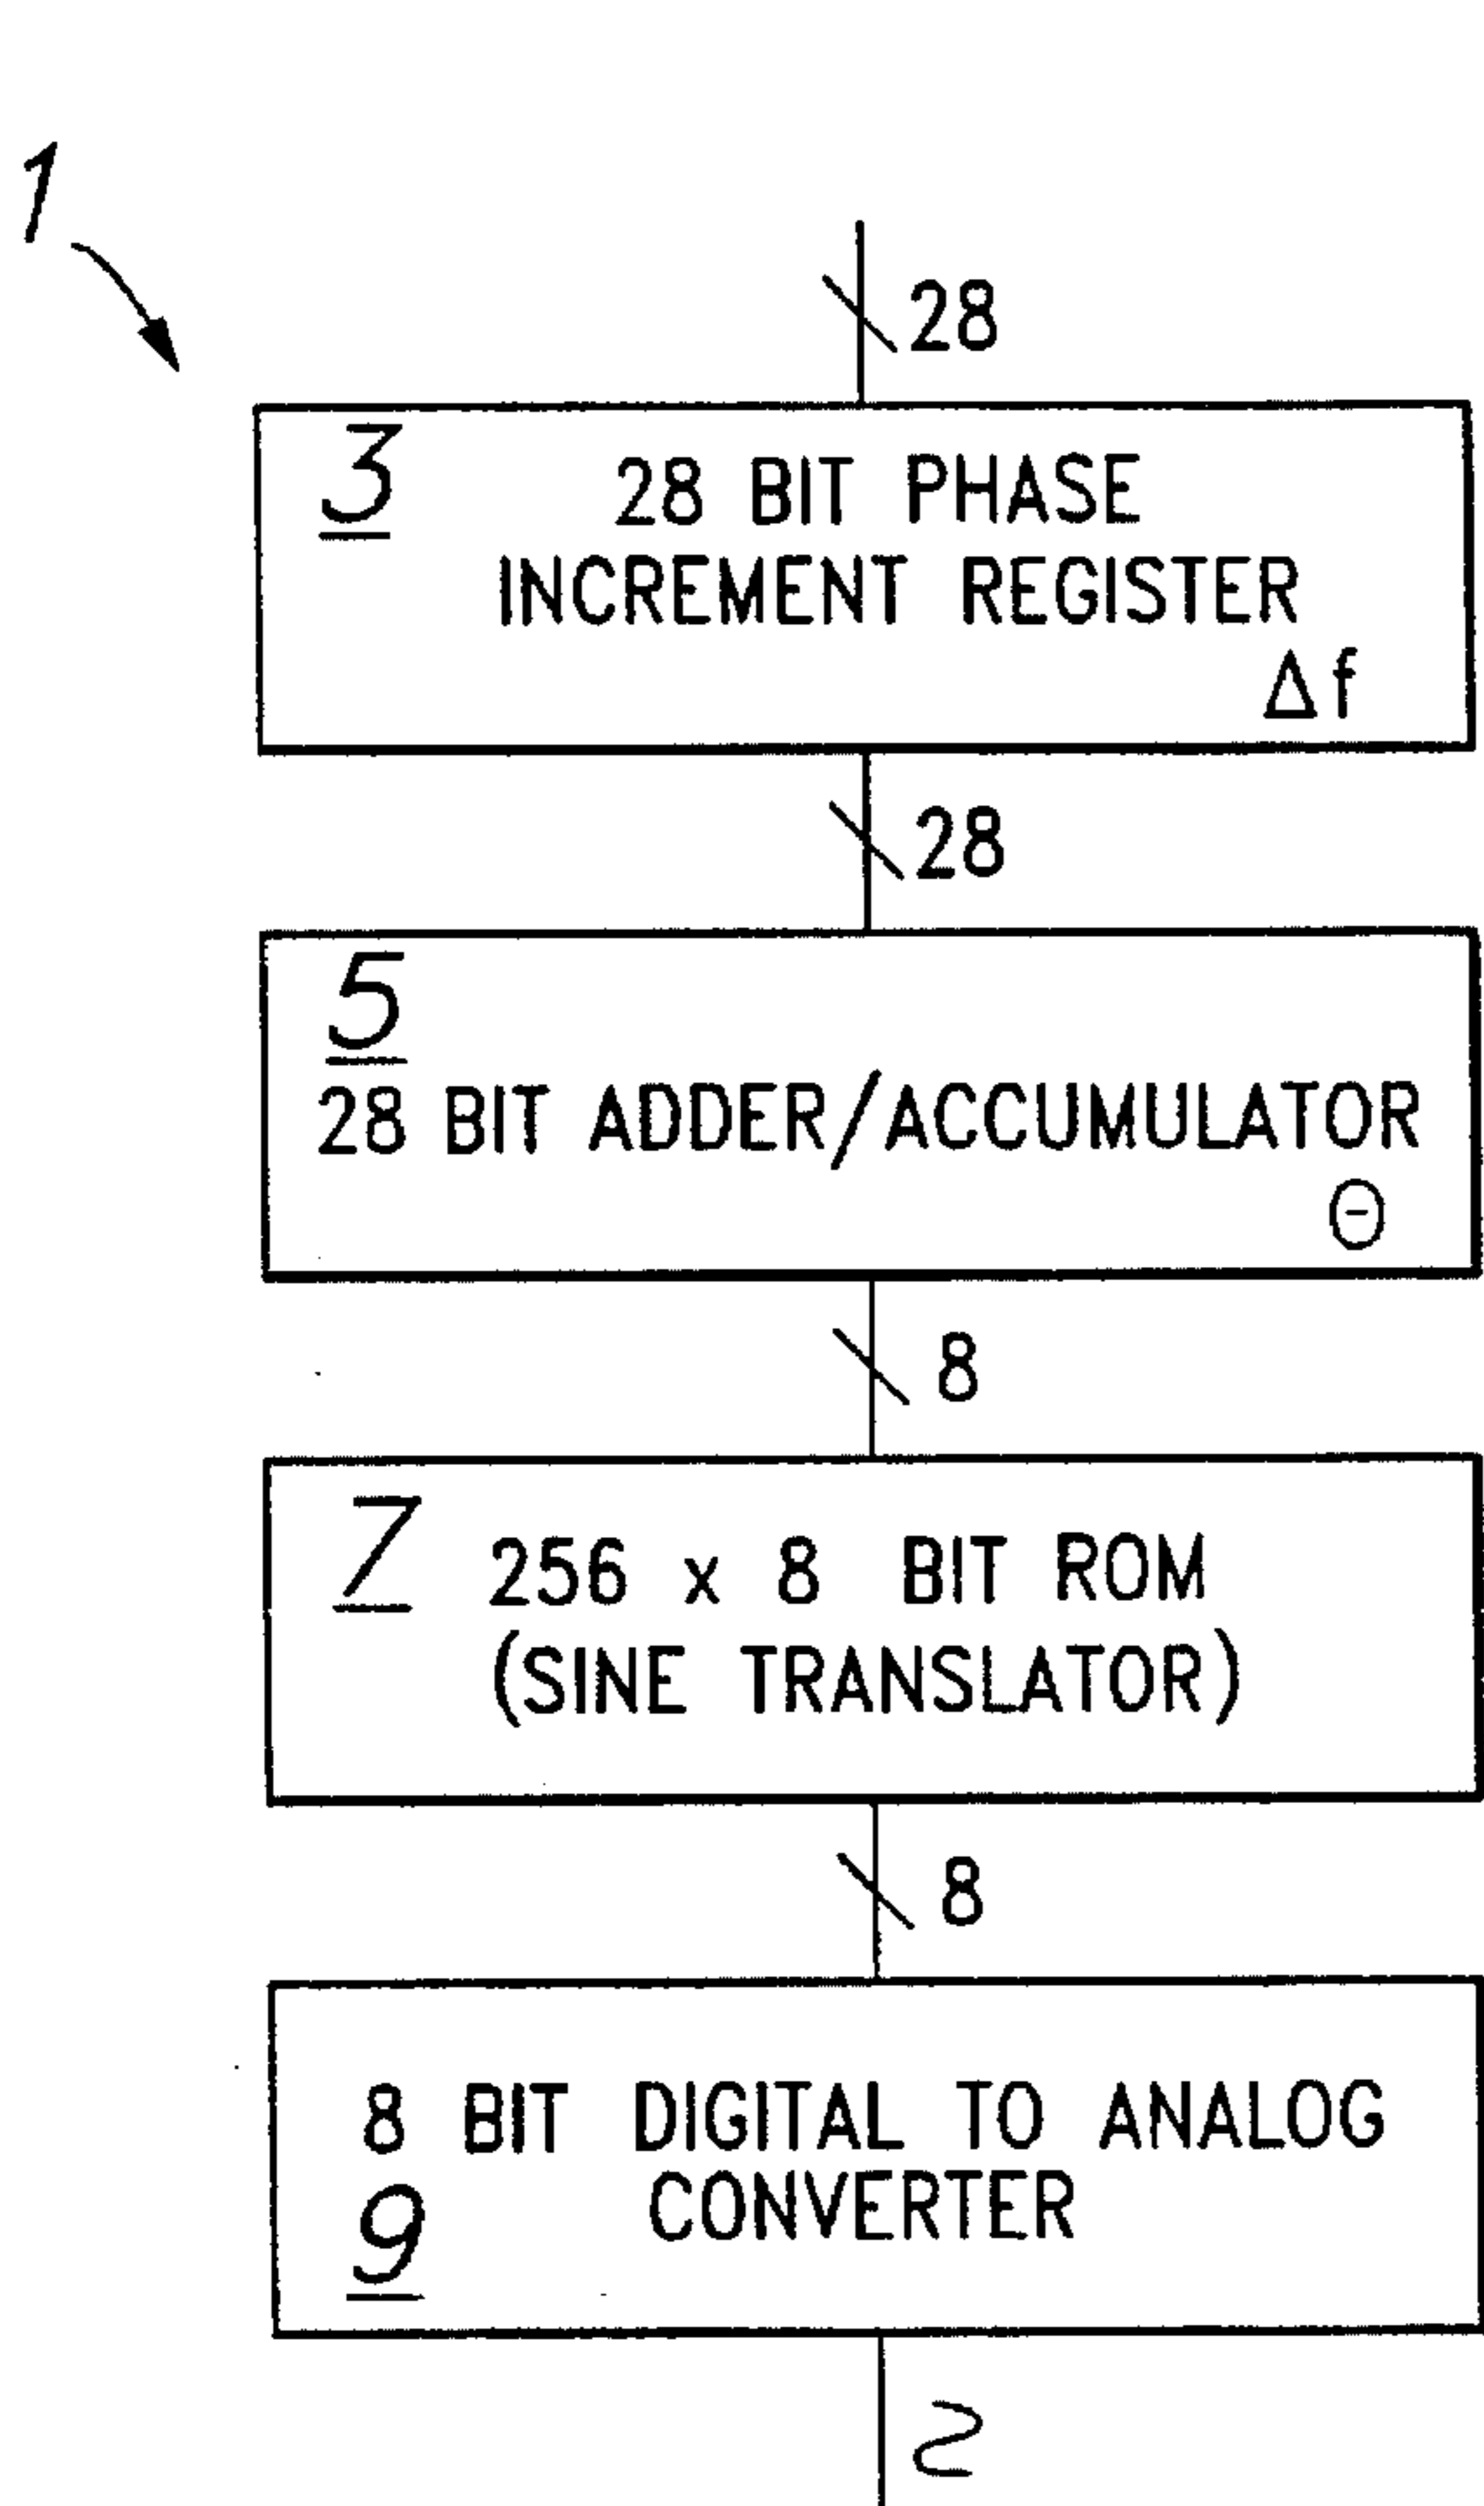 1
28
3
28 BIT PHASE
INCREMENT REGISTER
Δf
28
5
28 BIT ADDER/ACCUMULATOR
Θ
8
7
256 x 8 BIT ROM
(SINE TRANSLATOR)
8
8 BIT DIGITAL TO ANALOG
CONVERTER
9